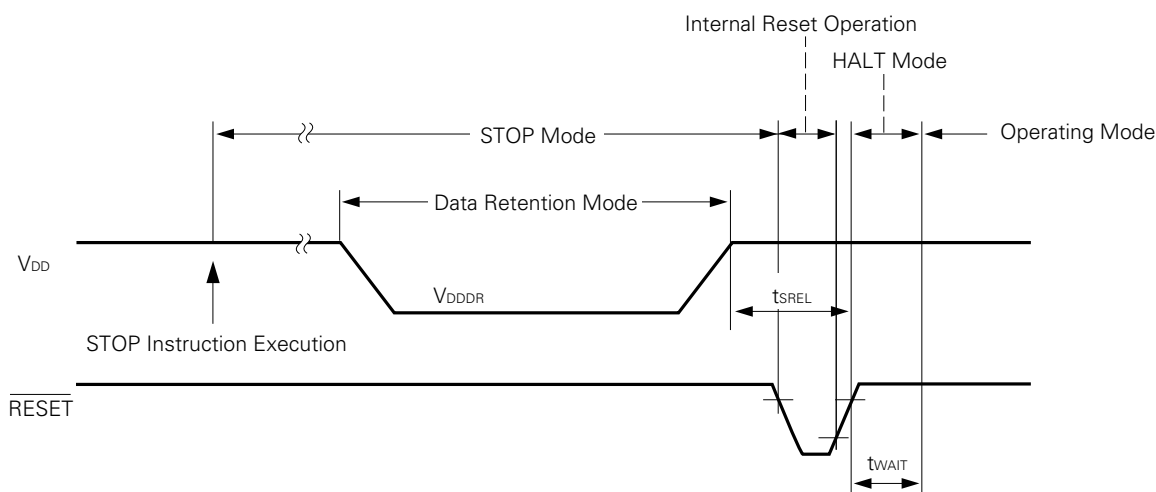 Internal Reset Operation
HALT Mode
STOP Mode
Operating Mode
Data Retention Mode
VDD
VDDDR
tSREL
STOP Instruction Execution
RESET
tWAIT